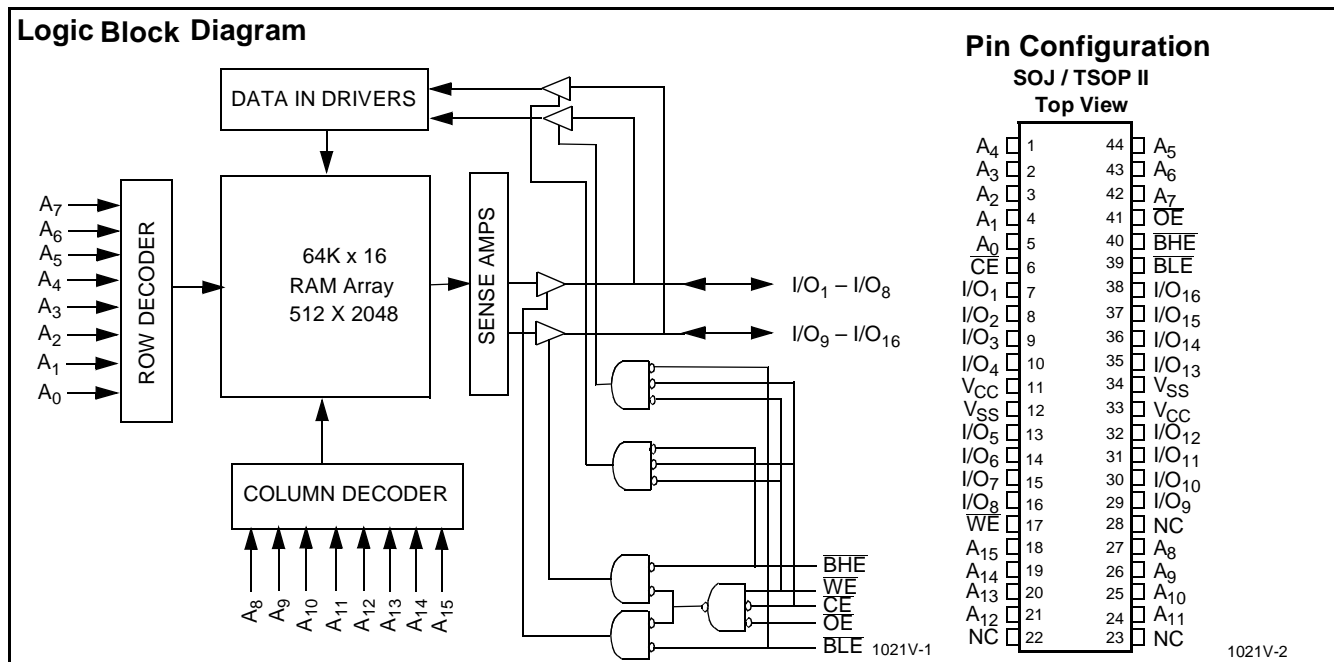 Logic Block Diagram
DATA IN DRIVERS
A7
A6
A5
A4
A3
A2
A1
A0
ROW DECODER
64K x 16
RAM Array
512 X 2048
SENSE AMPS
I/O1 – I/O8
I/O9 – I/O16
COLUMN DECODER
A8
A9
A10
A11
A12
A13
A14
A15
BHE
WE
CE
OE
BLE
1021V-1
Pin Configuration
SOJ / TSOP II
Top View
A4 1 44 A5
A3 2 43 A6
A2 3 42 A7
A1 4 41 OE
A0 5 40 BHE
CE 6 39 BLE
I/O1 7 38 I/O16
I/O2 8 37 I/O15
I/O3 9 36 I/O14
I/O4 10 35 I/O13
VCC 11 34 VSS
VSS 12 33 VCC
I/O5 13 32 I/O12
I/O6 14 31 I/O11
I/O7 15 30 I/O10
I/O8 16 29 I/O9
WE 17 28 NC
A15 18 27 A8
A14 19 26 A9
A13 20 25 A10
A12 21 24 A11
NC 22 23 NC
1021V-2